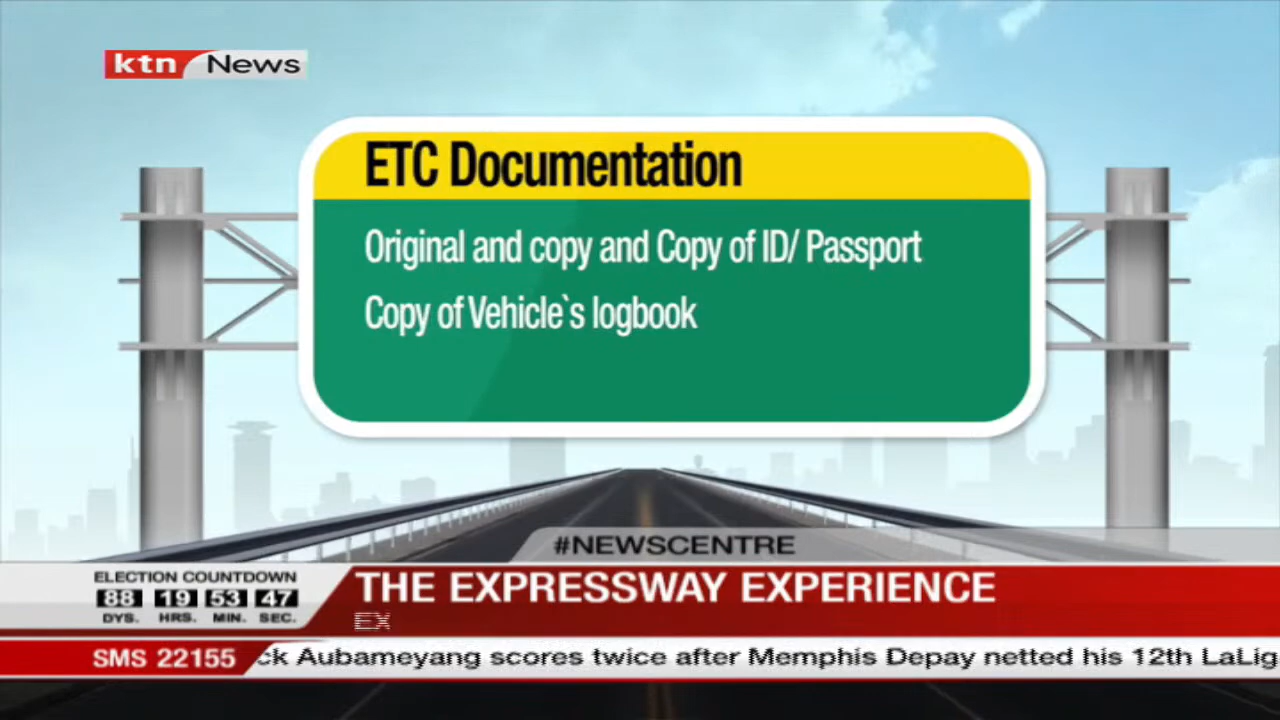 ktn News
ETC Documentation
Original and copy and Copy of ID/ Passport
Copy of Vehicle`s logbook
#NEWSCENTRE
ELECTION COUNTDOWN
88 19 53 47
DYS. HRS. MIN. SEC.
THE EXPRESSWAY EXPERIENCE
EX
SMS 22155
ck Aubameyang scores twice after Memphis Depay netted his 12th LaLig